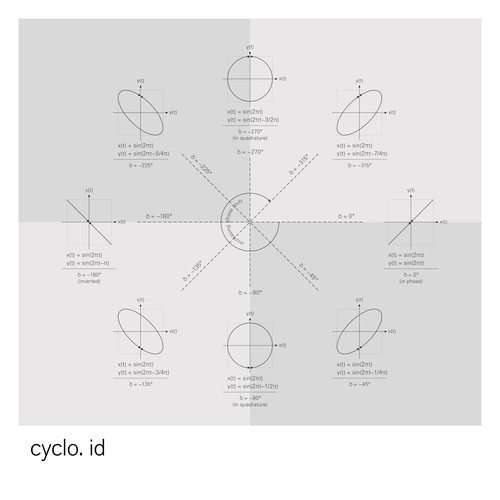 y(t)
x(t)
x(t) = sin(2πt)
y(t) = sin(2πt−3/2π)
δ = −270°
(in quadrature)
δ = −270°
y(t)
x(t)
x(t) = sin(2πt)
y(t) = sin(2πt−5/4π)
δ = −225°
δ = −225°
y(t)
x(t)
x(t) = sin(2πt)
y(t) = sin(2πt−7/4π)
δ = −315°
δ = −315°
y(t)
x(t)
x(t) = sin(2πt)
y(t) = sin(2πt−π)
δ = −180°
(inverted)
δ = −180°
increasing phase shift
δ = 0°
y(t)
x(t)
x(t) = sin(2πt)
y(t) = sin(2πt)
δ = 0°
(in phase)
δ = −135°
y(t)
x(t)
x(t) = sin(2πt)
y(t) = sin(2πt−3/4π)
δ = −135°
δ = −90°
y(t)
x(t)
x(t) = sin(2πt)
y(t) = sin(2πt−1/2π)
δ = −90°
(in quadrature)
δ = −45°
y(t)
x(t)
x(t) = sin(2πt)
y(t) = sin(2πt−1/4π)
δ = −45°
cyclo. id